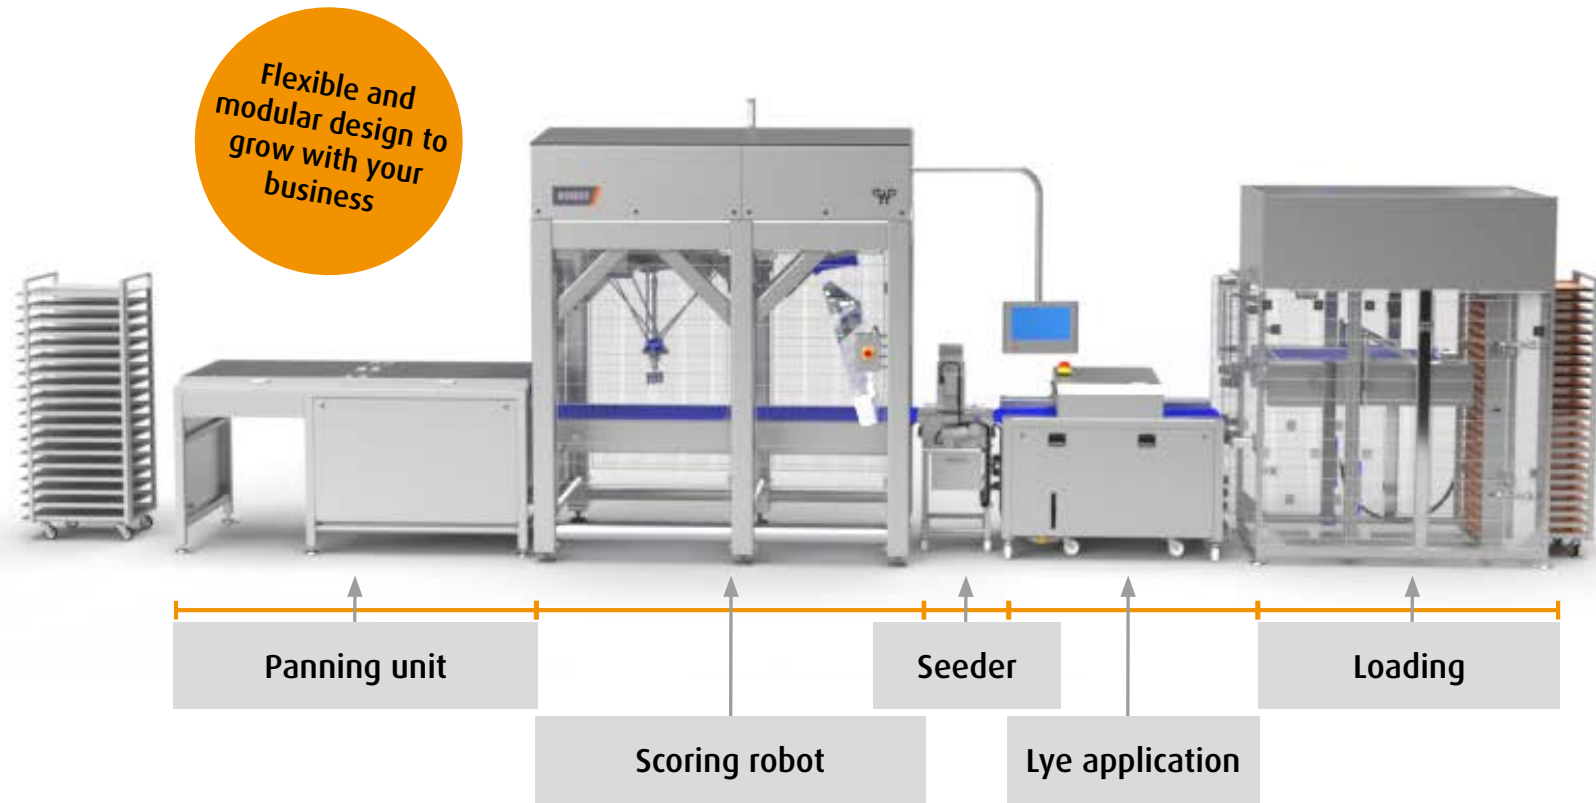 Flexible and
modular design to
grow with your
business
Panning unit
Seeder
Loading
Scoring robot
Lye application